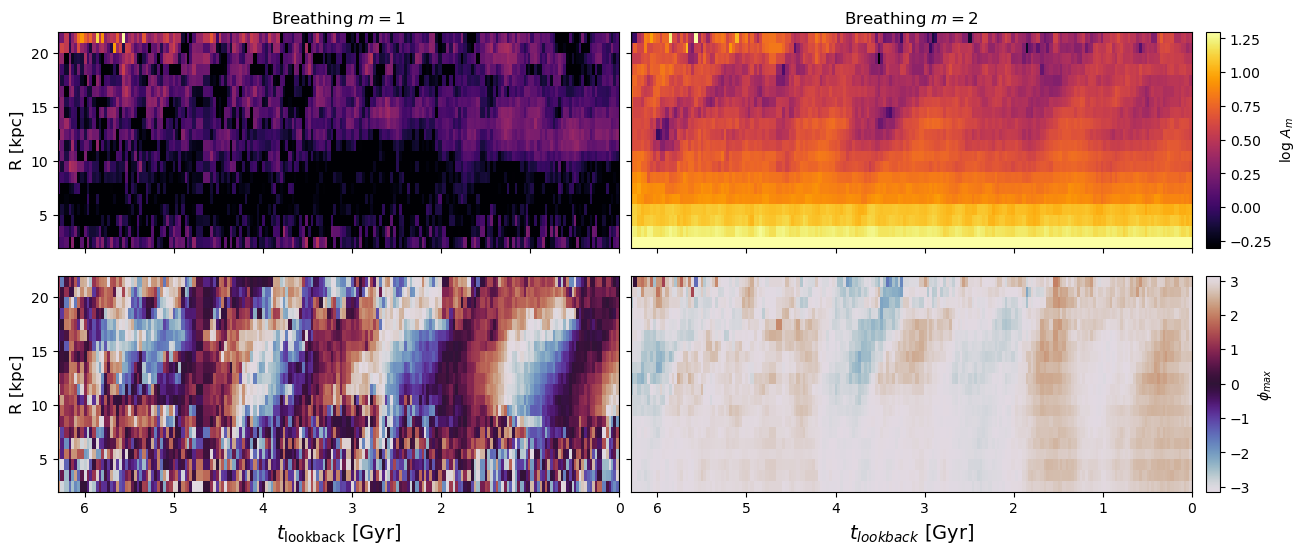 Breathing m = 1
Breathing m = 2
20
15
10
5
R [kpc]
1.25
1.00
0.75
0.50
0.25
0.00
−0.25
log A_m
20
15
10
5
R [kpc]
6 5 4 3 2 1 0
t_lookback [Gyr]
6 5 4 3 2 1 0
t_lookback [Gyr]
3
2
1
0
−1
−2
−3
ϕ_max